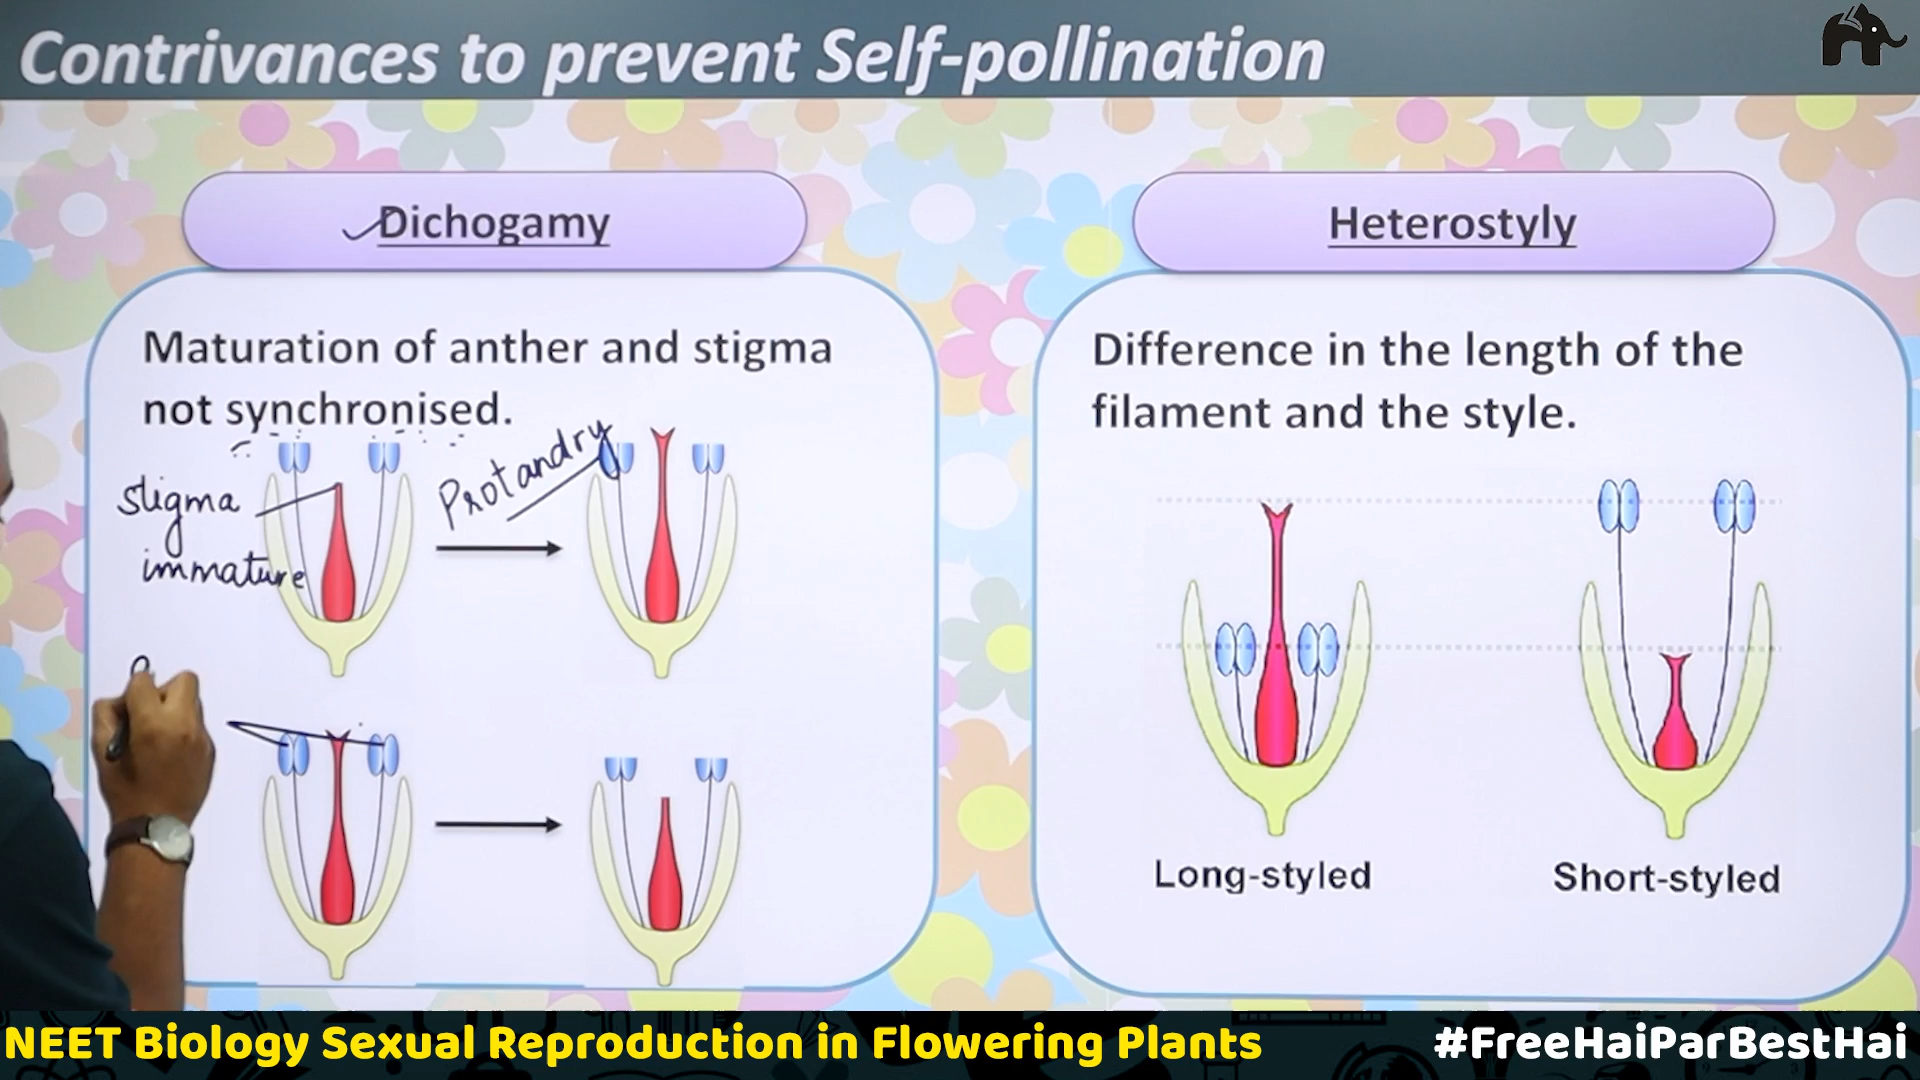 Contrivances to prevent Self-pollination
Dichogamy
Maturation of anther and stigma
not synchronised.
stigma
immature
Protandry
Heterostyly
Difference in the length of the
filament and the style.
Long-styled
Short-styled
NEET Biology Sexual Reproduction in Flowering Plants
#FreeHaiParBestHai